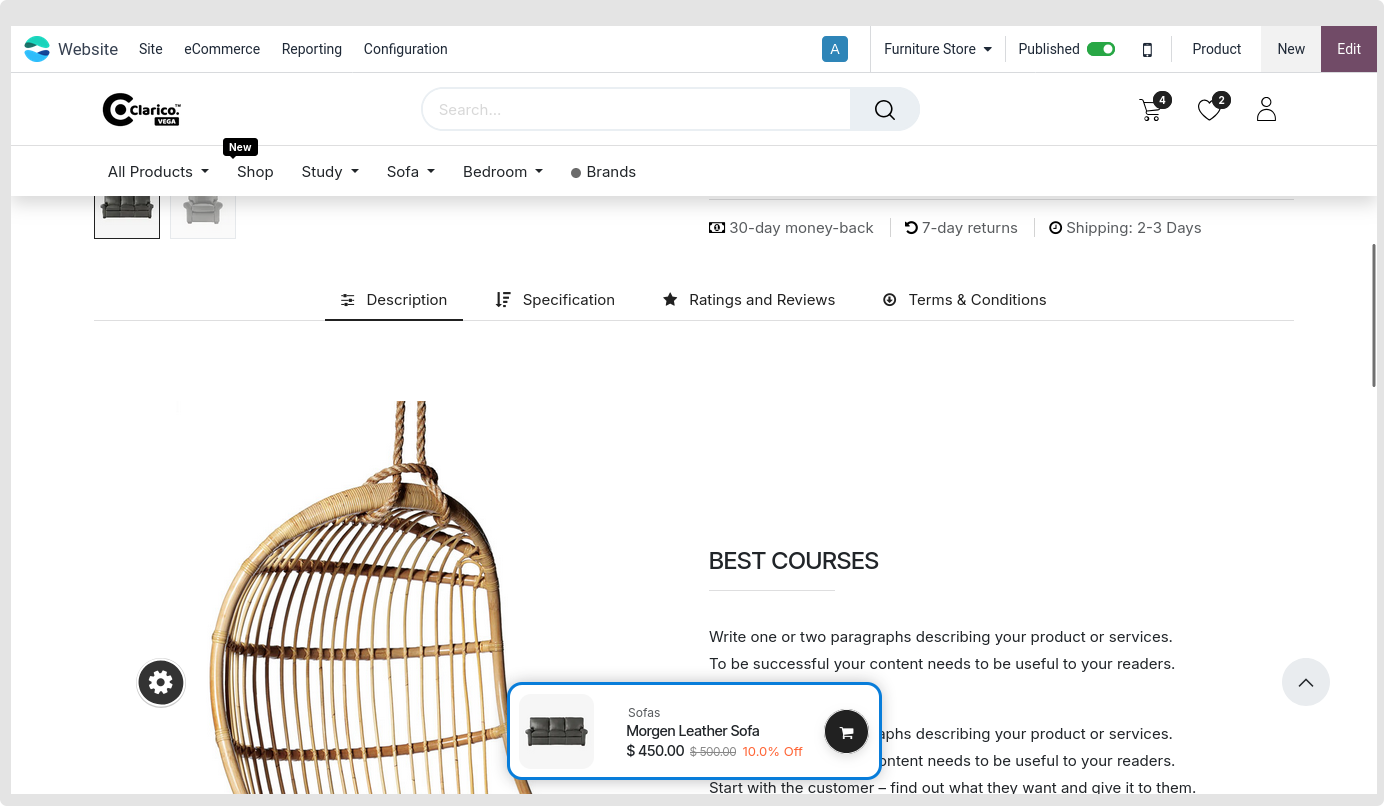 Website Site eCommerce Reporting Configuration A Furniture Store Published Product New Edit
Clarico.™
VEGA
Search...
4
2
New
All Products Shop Study Sofa Bedroom Brands
30-day money-back 7-day returns Shipping: 2-3 Days
Description Specification Ratings and Reviews Terms & Conditions
BEST COURSES
Write one or two paragraphs describing your product or services.
To be successful your content needs to be useful to your readers.
Sofas
Morgen Leather Sofa
$ 450.00 $ 500.00 10.0% Off
describing your product or services.
needs to be useful to your readers.
Start with the customer – find out what they want and give it to them.